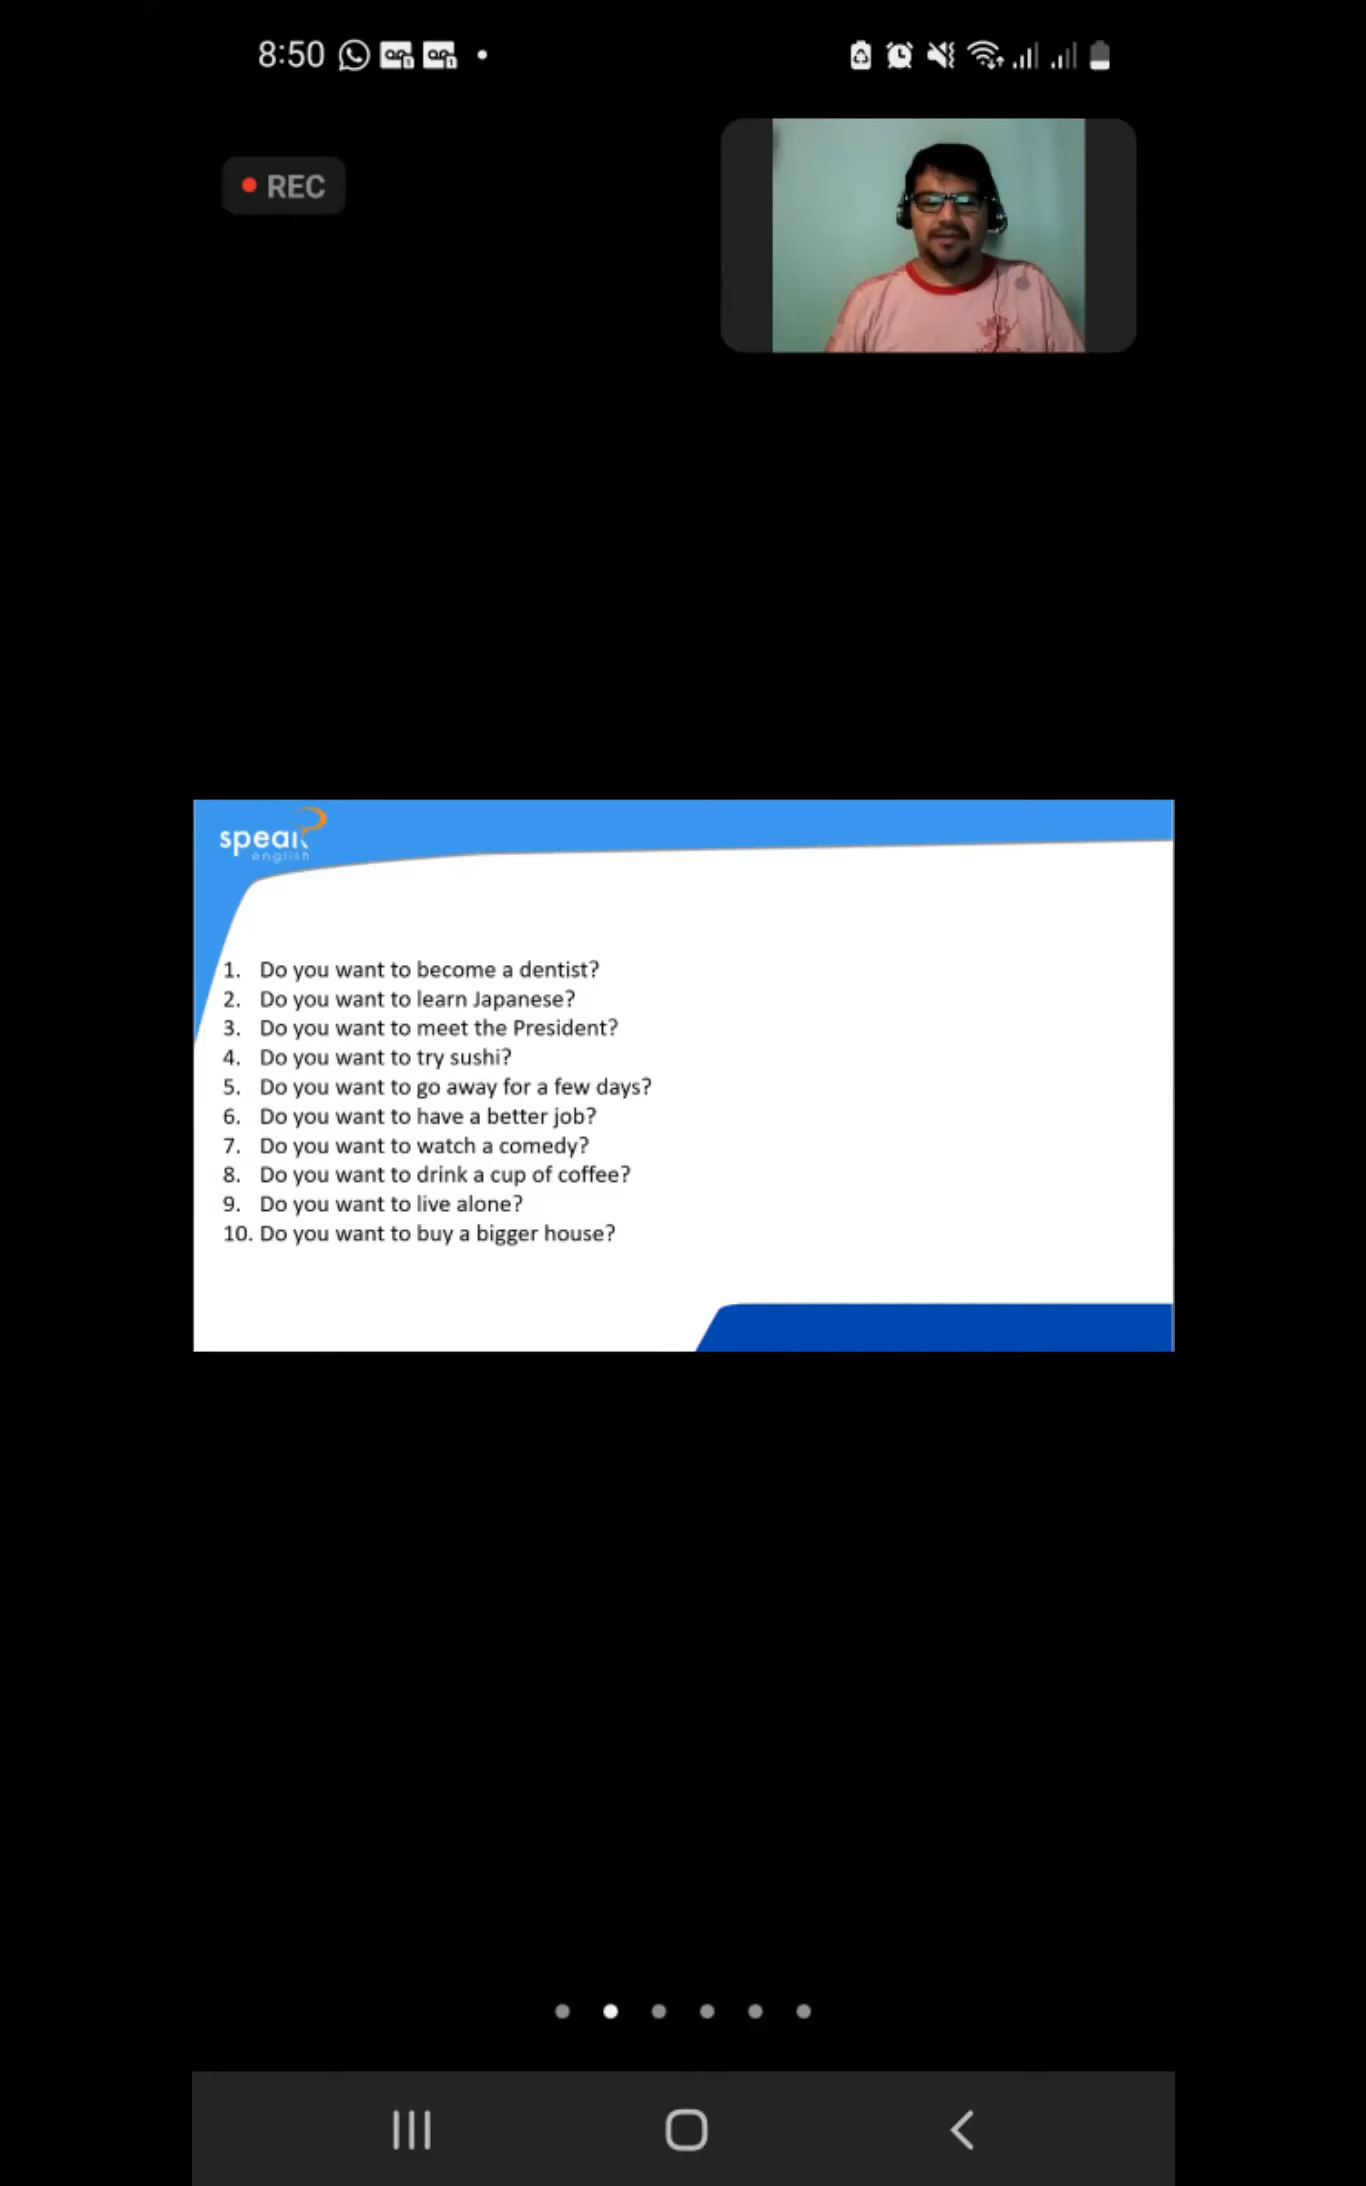 8:50
REC
speak
english
1. Do you want to become a dentist?
2. Do you want to learn Japanese?
3. Do you want to meet the President?
4. Do you want to try sushi?
5. Do you want to go away for a few days?
6. Do you want to have a better job?
7. Do you want to watch a comedy?
8. Do you want to drink a cup of coffee?
9. Do you want to live alone?
10. Do you want to buy a bigger house?